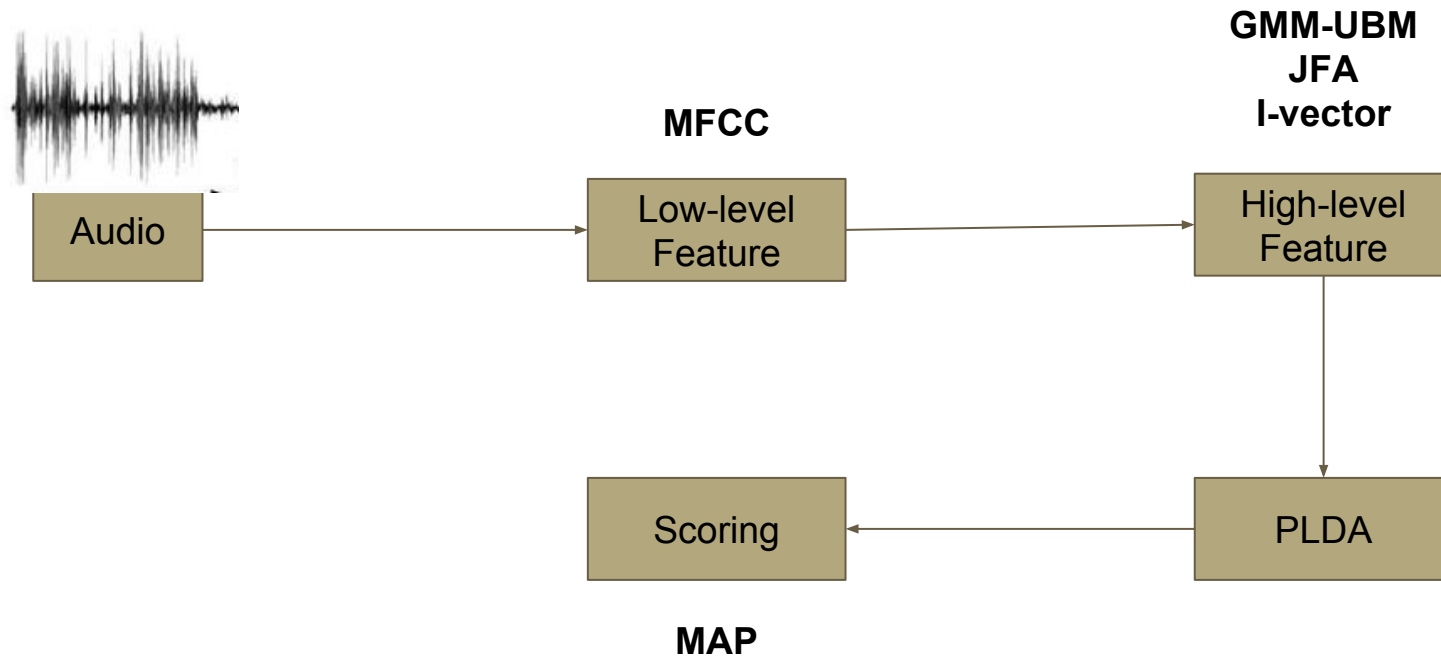 GMM-UBM
JFA
I-vector
MFCC
Audio
Low-level
Feature
High-level
Feature
Scoring
PLDA
MAP